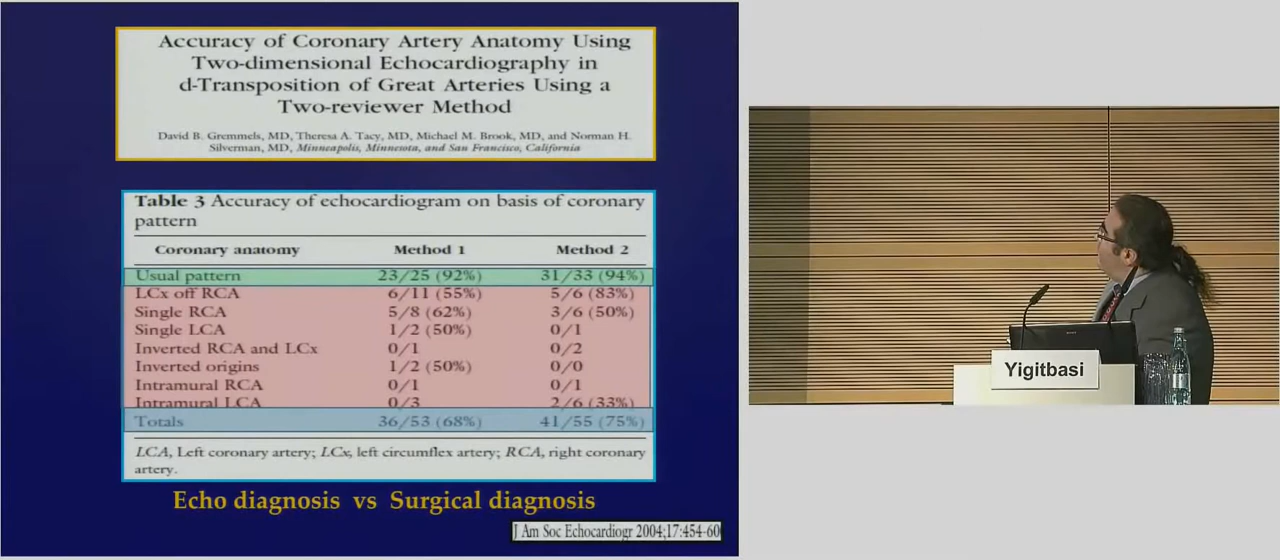 Accuracy of Coronary Artery Anatomy Using
Two-dimensional Echocardiography in
d-Transposition of Great Arteries Using a
Two-reviewer Method
David B. Gremmels, MD, Theresa A. Tacy, MD, Michael M. Brook, MD, and Norman H.
Silverman, MD, Minneapolis, Minnesota, and San Francisco, California
Table 3 Accuracy of echocardiogram on basis of coronary
pattern
Coronary anatomy Method 1 Method 2
Usual pattern 23/25 (92%) 31/33 (94%)
LCx off RCA 6/11 (55%) 5/6 (83%)
Single RCA 5/8 (62%) 3/6 (50%)
Single LCA 1/2 (50%) 0/1
Inverted RCA and LCx 0/1 0/2
Inverted origins 1/2 (50%) 0/0
Intramural RCA 0/1 0/1
Intramural LCA 0/3 2/6 (33%)
Totals 36/53 (68%) 41/55 (75%)
LCA, Left coronary artery; LCx, left circumflex artery; RCA, right coronary
artery.
Echo diagnosis vs Surgical diagnosis
J Am Soc Echocardiogr 2004;17:454-60
Yigitbasi